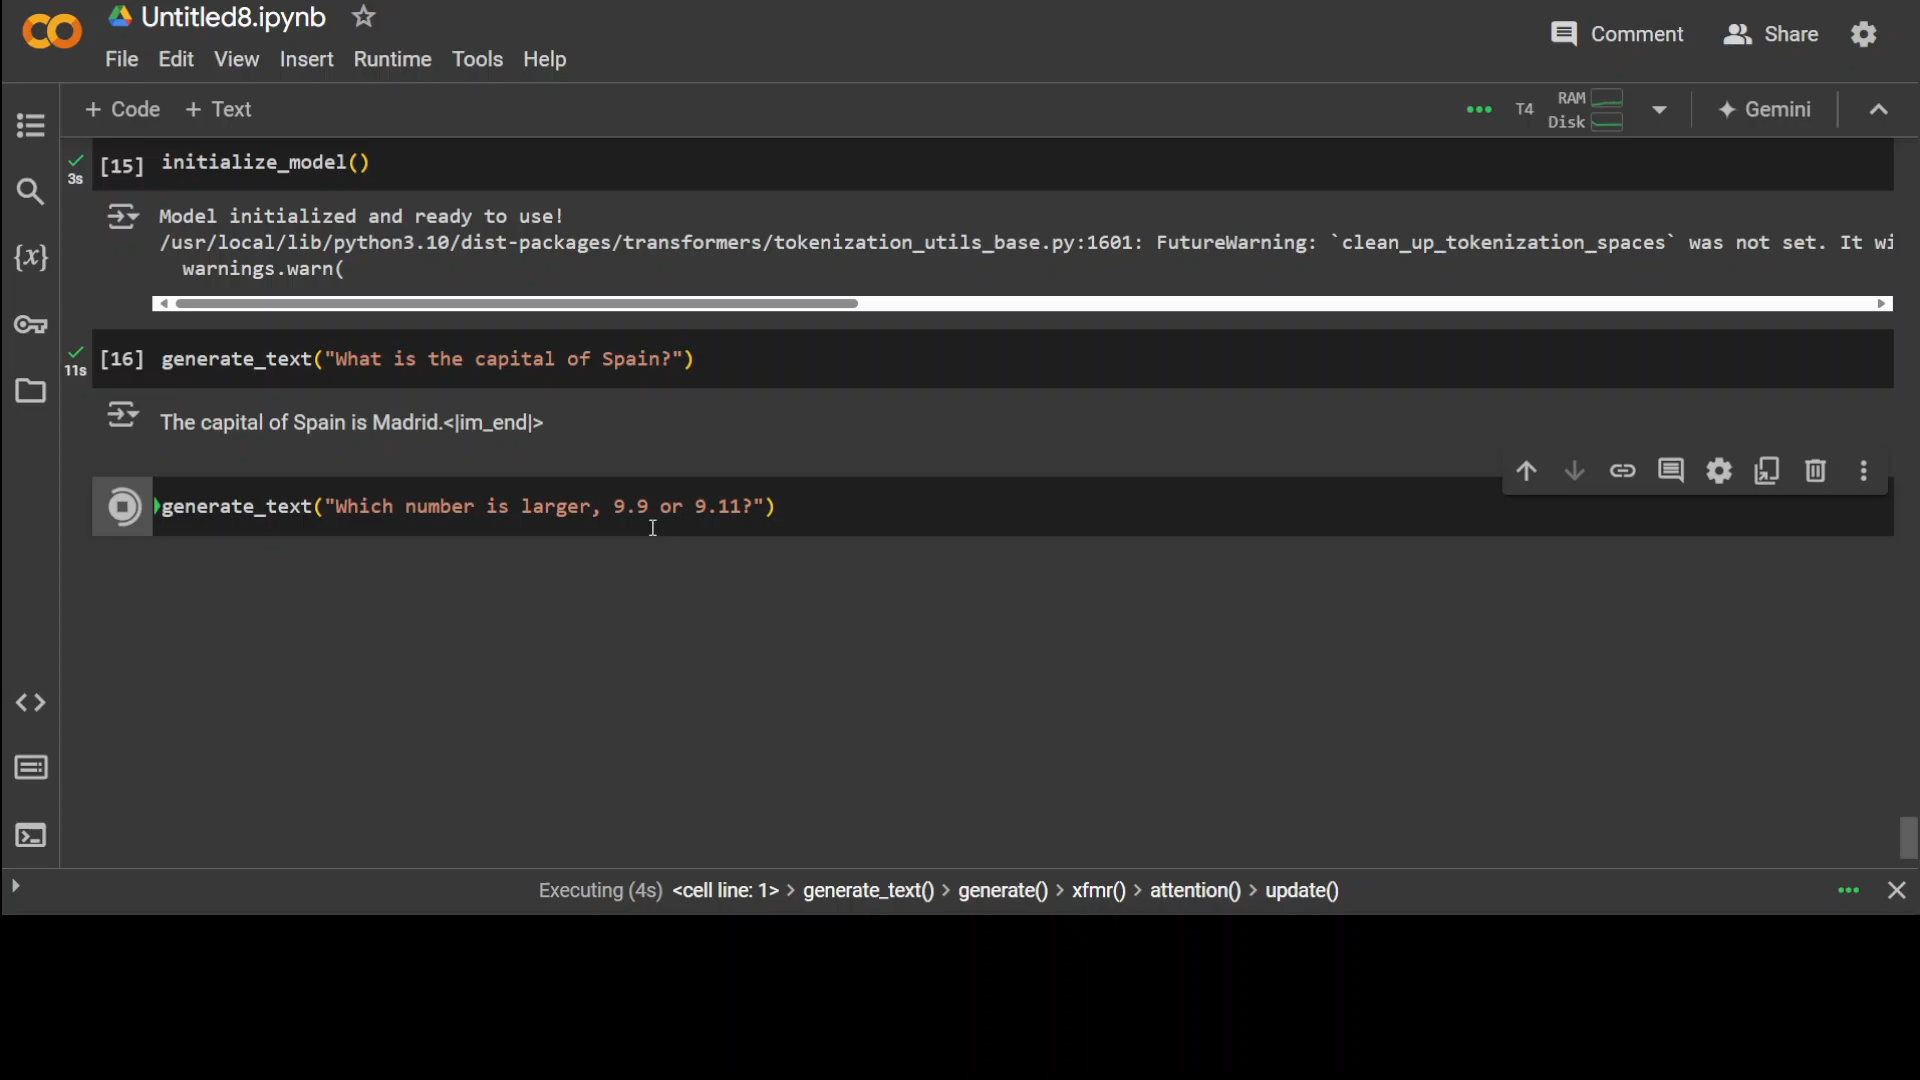 Untitled8.ipynb
Comment
Share
File Edit View Insert Runtime Tools Help
+ Code + Text
T4
RAM
Disk
Gemini
3s
[15] initialize_model()
Model initialized and ready to use!
/usr/local/lib/python3.10/dist-packages/transformers/tokenization_utils_base.py:1601: FutureWarning: `clean_up_tokenization_spaces` was not set. It wi
warnings.warn(
{x}
11s
[16] generate_text("What is the capital of Spain?")
The capital of Spain is Madrid.<|im_end|>
generate_text("Which number is larger, 9.9 or 9.11?")
Executing (4s) <cell line: 1> > generate_text() > generate() > xfmr() > attention() > update()